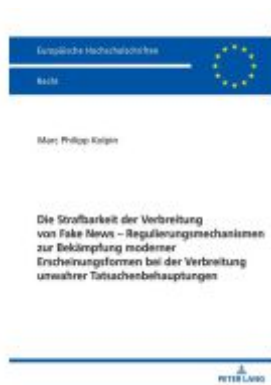 Europäische Hochschulschriften
Recht
Marc Philipp Kolpin
Die Strafbarkeit der Verbreitung
von Fake News – Regulierungsmechanismen
zur Bekämpfung moderner
Erscheinungsformen bei der Verbreitung
unwahrer Tatsachenbehauptungen
PETER LANG